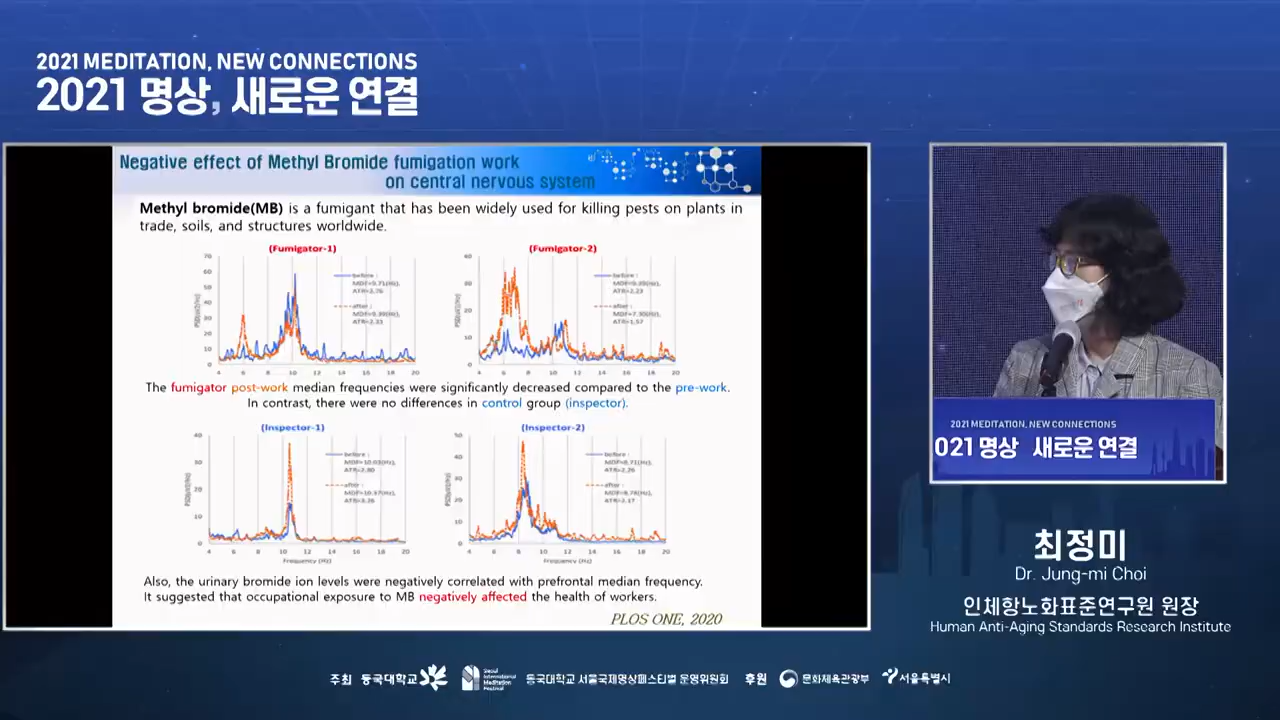 2021 MEDITATION, NEW CONNECTIONS
2021 명상, 새로운 연결
Negative effect of Methyl Bromide fumigation work
on central nervous system
Methyl bromide(MB) is a fumigant that has been widely used for killing pests on plants in
trade, soils, and structures worldwide.
(Fumigator-1)
(Fumigator-2)
The fumigator post-work median frequencies were significantly decreased compared to the pre-work.
In contrast, there were no differences in control group (inspector).
(Inspector-1)
(Inspector-2)
Frequency (Hz)
Frequency (Hz)
Also, the urinary bromide ion levels were negatively correlated with prefrontal median frequency.
It suggested that occupational exposure to MB negatively affected the health of workers.
PLOS ONE, 2020
2021 MEDITATION, NEW CONNECTIONS
021 명상 새로운 연결
최정미
Dr. Jung-mi Choi
인체항노화표준연구원 원장
Human Anti-Aging Standards Research Institute
주최 동국대학교 Seoul International Meditation Festival 동국대학교 서울국제명상페스티벌 운영위원회 후원 문화체육관광부 서울특별시